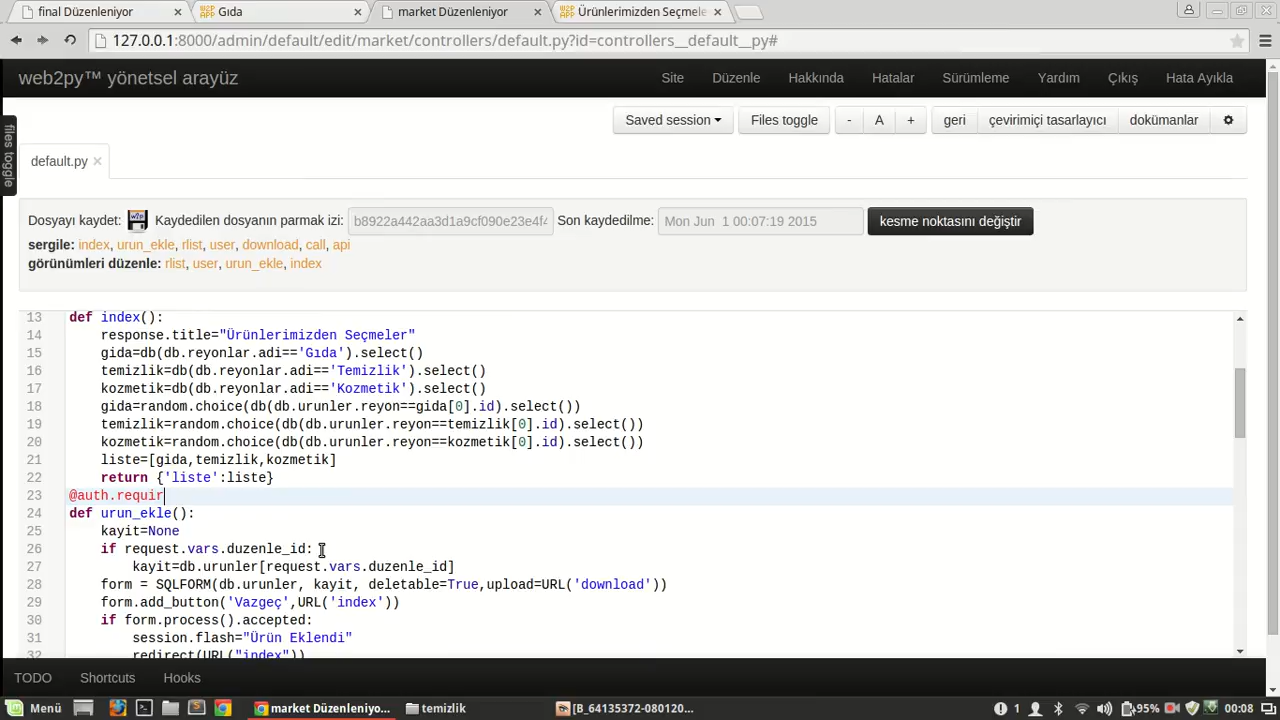 final Düzenleniyor
Gıda
market Düzenleniyor
Ürünlerimizden Seçmele
127.0.0.1:8000/admin/default/edit/market/controllers/default.py?id=controllers__default__py#
web2py™ yönetsel arayüz
Site Düzenle Hakkında Hatalar Sürümleme Yardım Çıkış Hata Ayıkla
files toggle
Saved session Files toggle - A + geri çevirimiçi tasarlayıcı dokümanlar
default.py
Dosyayı kaydet: Kaydedilen dosyanın parmak izi: b8922a442aa3d1a9cf090e23e4f4 Son kaydedilme: Mon Jun 1 00:07:19 2015 kesme noktasını değiştir
sergile: index, urun_ekle, rlist, user, download, call, api
görünümleri düzenle: rlist, user, urun_ekle, index
13 def index():
14 response.title="Ürünlerimizden Seçmeler"
15 gida=db(db.reyonlar.adi=='Gıda').select()
16 temizlik=db(db.reyonlar.adi=='Temizlik').select()
17 kozmetik=db(db.reyonlar.adi=='Kozmetik').select()
18 gida=random.choice(db(db.urunler.reyon==gida[0].id).select())
19 temizlik=random.choice(db(db.urunler.reyon==temizlik[0].id).select())
20 kozmetik=random.choice(db(db.urunler.reyon==kozmetik[0].id).select())
21 liste=[gida,temizlik,kozmetik]
22 return {'liste':liste}
23 @auth.requir
24 def urun_ekle():
25 kayit=None
26 if request.vars.duzenle_id:
27 kayit=db.urunler[request.vars.duzenle_id]
28 form = SQLFORM(db.urunler, kayit, deletable=True,upload=URL('download'))
29 form.add_button('Vazgeç',URL('index'))
30 if form.process().accepted:
31 session.flash="Ürün Eklendi"
32 redirect(URL("index"))
TODO Shortcuts Hooks
Menü market Düzenleniyo... temizlik [B_64135372-080120... 1 95% 00:08